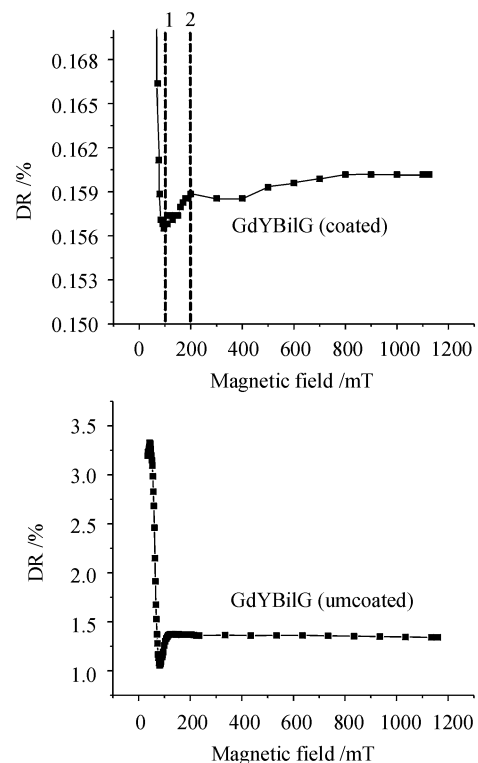 1 2
0.168
0.165
0.162
0.159
0.156
0.153
0.150
DR /%
GdYBilG (coated)
0 200 400 600 800 1000 1200
Magnetic field /mT
3.5
3.0
2.5
2.0
1.5
1.0
DR /%
GdYBilG (umcoated)
0 200 400 600 800 1000 1200
Magnetic field /mT